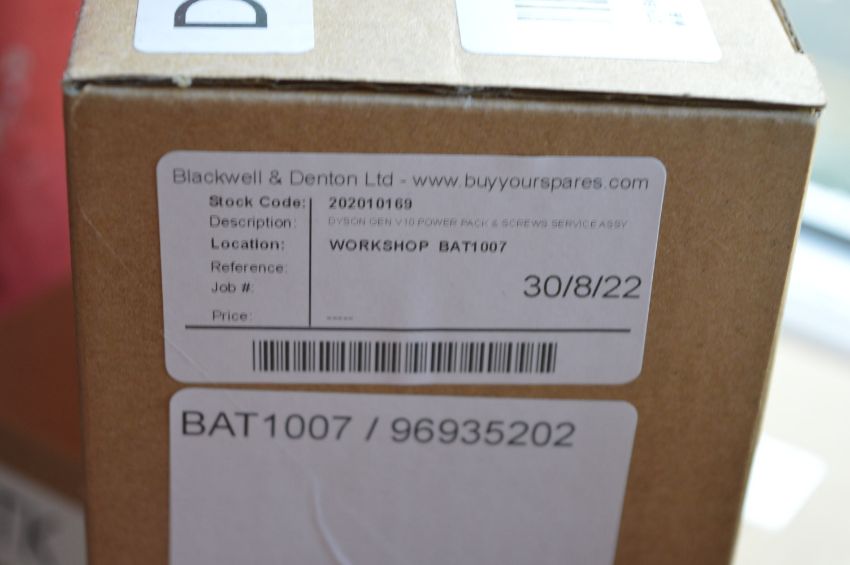 D
Blackwell & Denton Ltd - www.buyyourspares.com
Stock Code: 202010169
Description: DYSON GEN V10 POWER PACK & SCREWS SERVICE ASSY
Location: WORKSHOP BAT1007
Reference:
Job #:
30/8/22
Price: -----
BAT1007 / 96935202